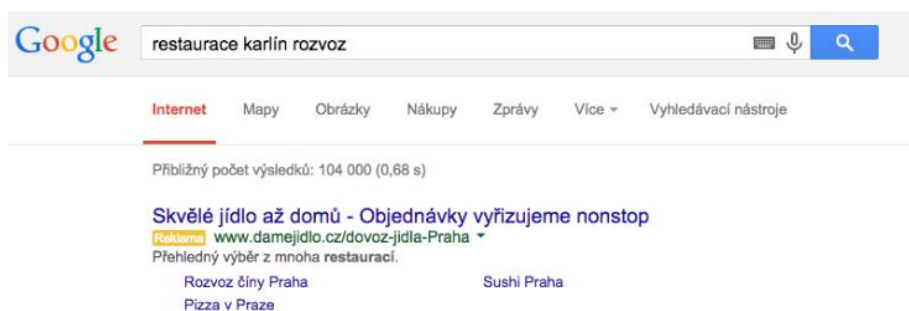 Google restaurace karlín rozvoz
Internet Mapy Obrázky Nákupy Zprávy Více Vyhledávací nástroje
Přibližný počet výsledků: 104 000 (0,68 s)
Skvělé jídlo až domů - Objednávky vyřizujeme nonstop
Reklama www.damejidlo.cz/dovoz-jidla-Praha
Přehledný výběr z mnoha restaurací.
Rozvoz číny Praha Sushi Praha
Pizza v Praze